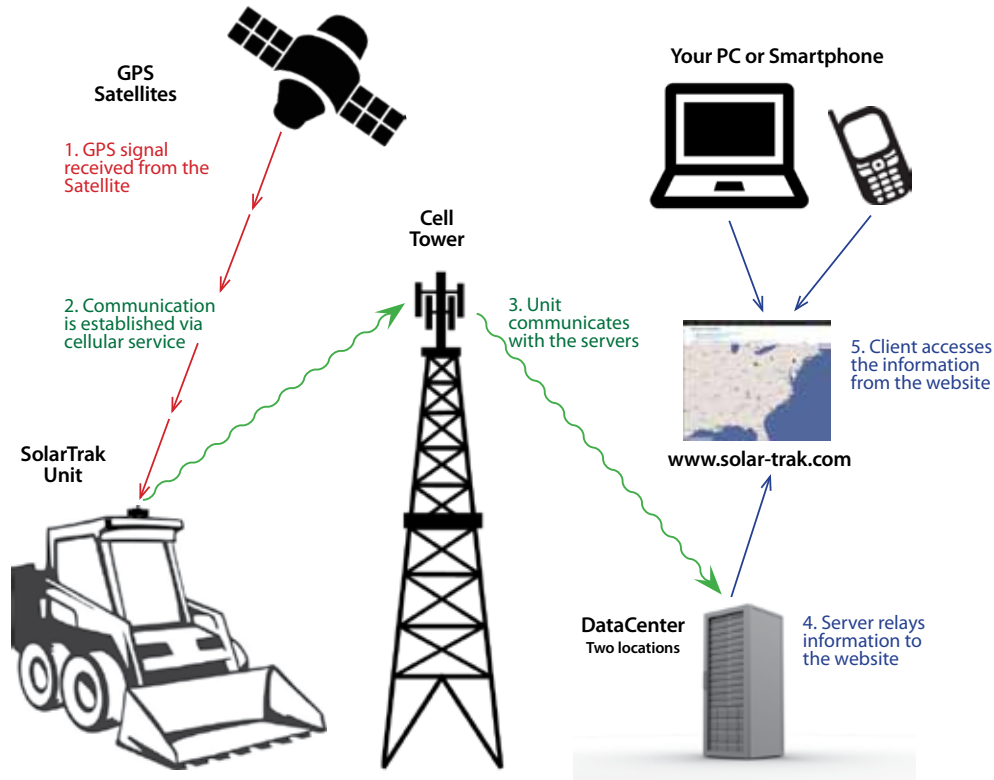 GPS
Satellites
1. GPS signal
received from the
Satellite
2. Communication
is established via
cellular service
SolarTrak
Unit
Cell
Tower
3. Unit
communicates
with the servers
DataCenter
Two locations
4. Server relays
information to
the website
Your PC or Smartphone
5. Client accesses
the information
from the website
www.solar-trak.com